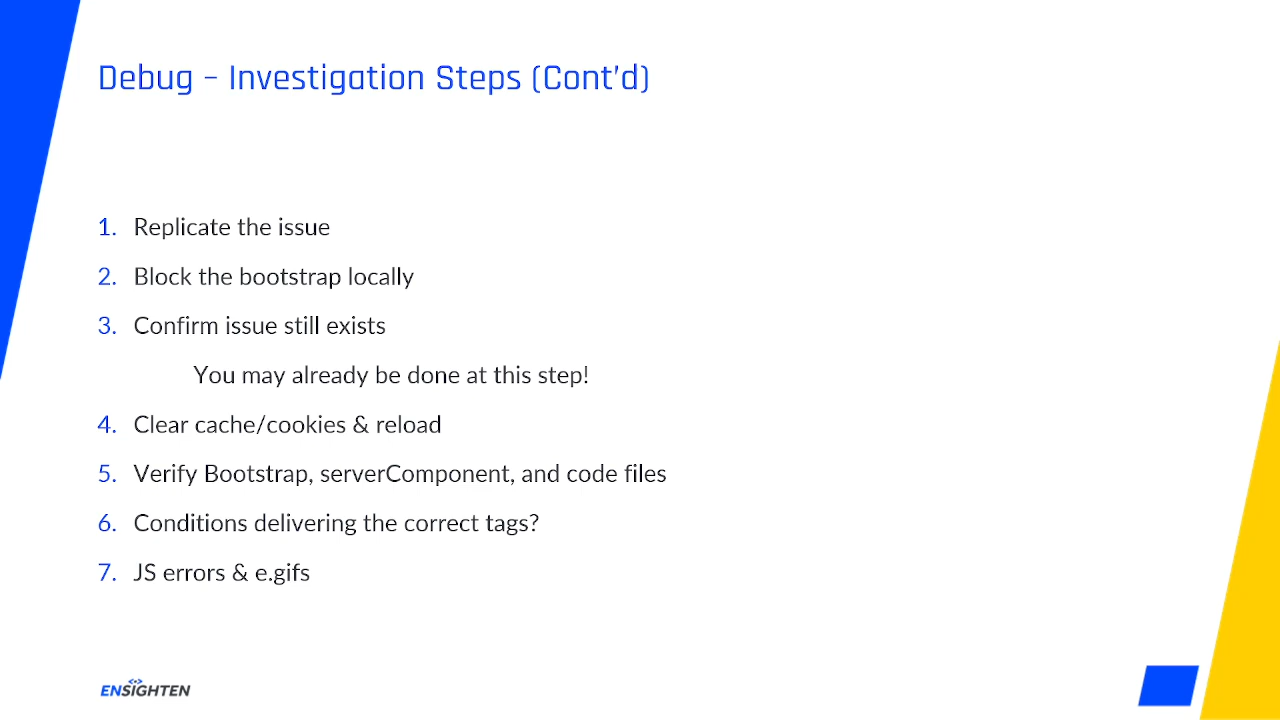 Debug – Investigation Steps (Cont’d)
1. Replicate the issue
2. Block the bootstrap locally
3. Confirm issue still exists
You may already be done at this step!
4. Clear cache/cookies & reload
5. Verify Bootstrap, serverComponent, and code files
6. Conditions delivering the correct tags?
7. JS errors & e.gifs
ENSIGHTEN